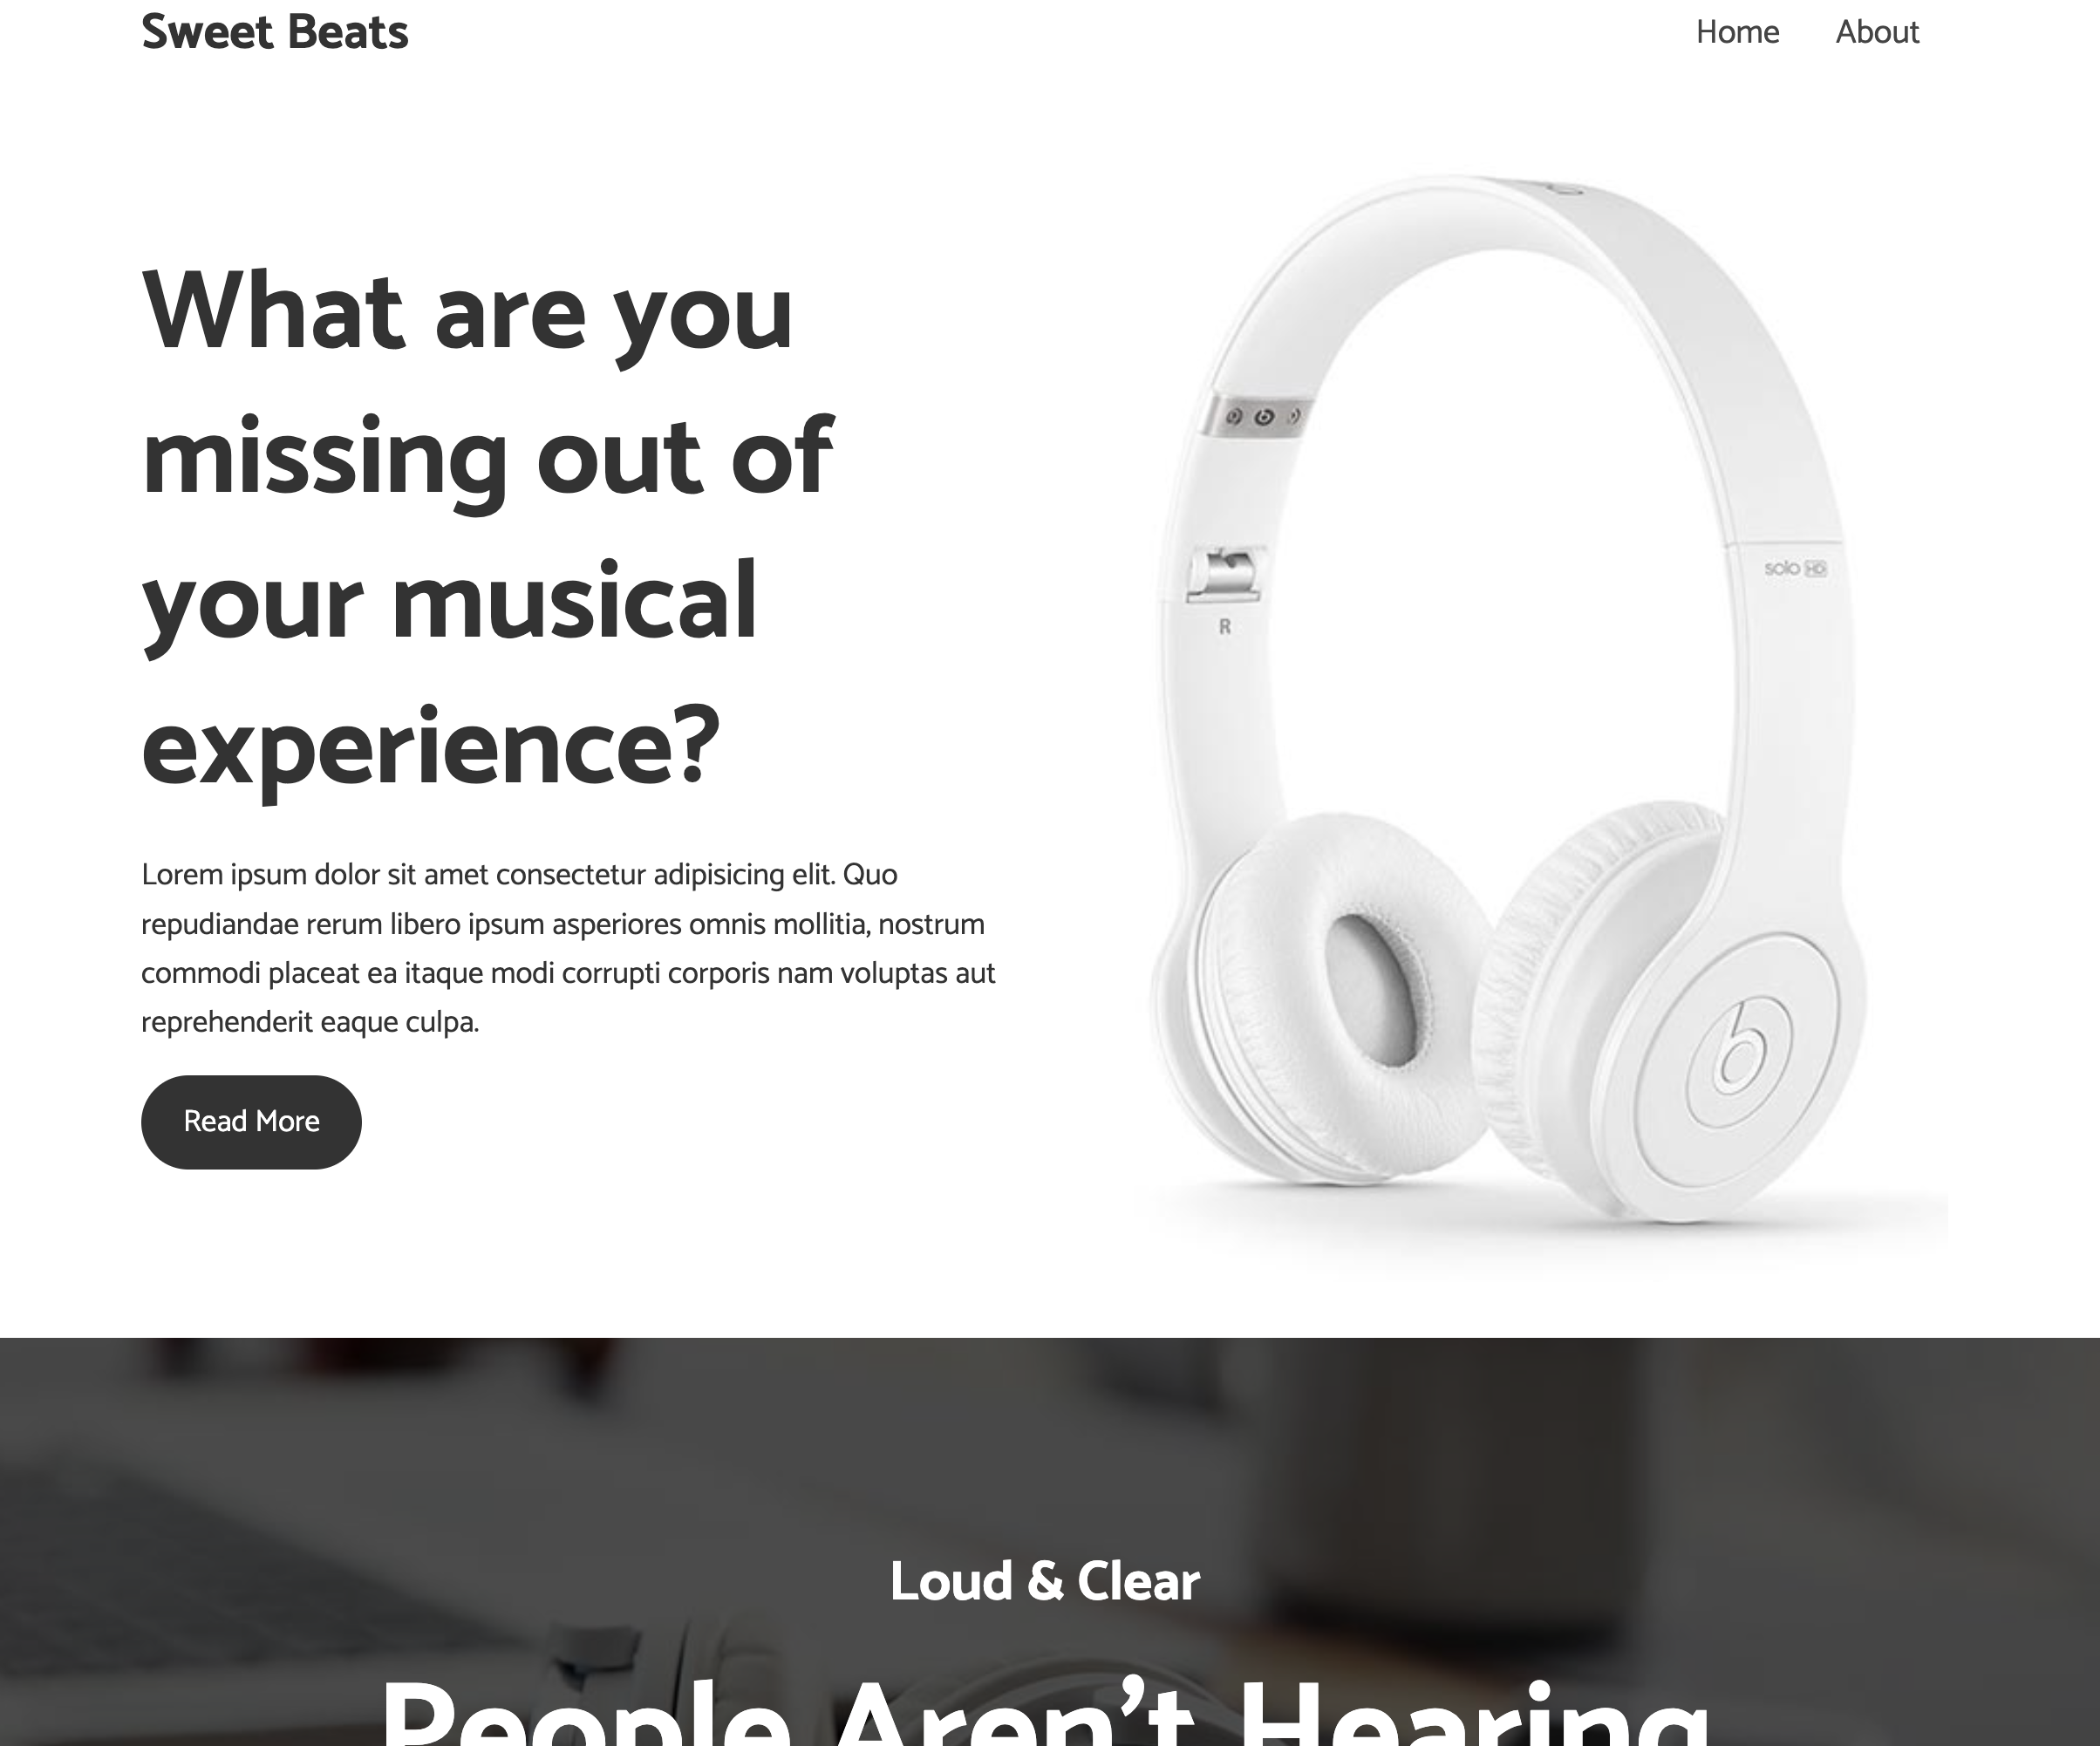 Sweet Beats
Home About
What are you
missing out of
your musical
experience?
solo HD
R
Lorem ipsum dolor sit amet consectetur adipisicing elit. Quo
repudiandae rerum libero ipsum asperiores omnis mollitia, nostrum
commodi placeat ea itaque modi corrupti corporis nam voluptas aut
reprehenderit eaque culpa.
b
Read More
Loud & Clear
People Aren’t Hearing